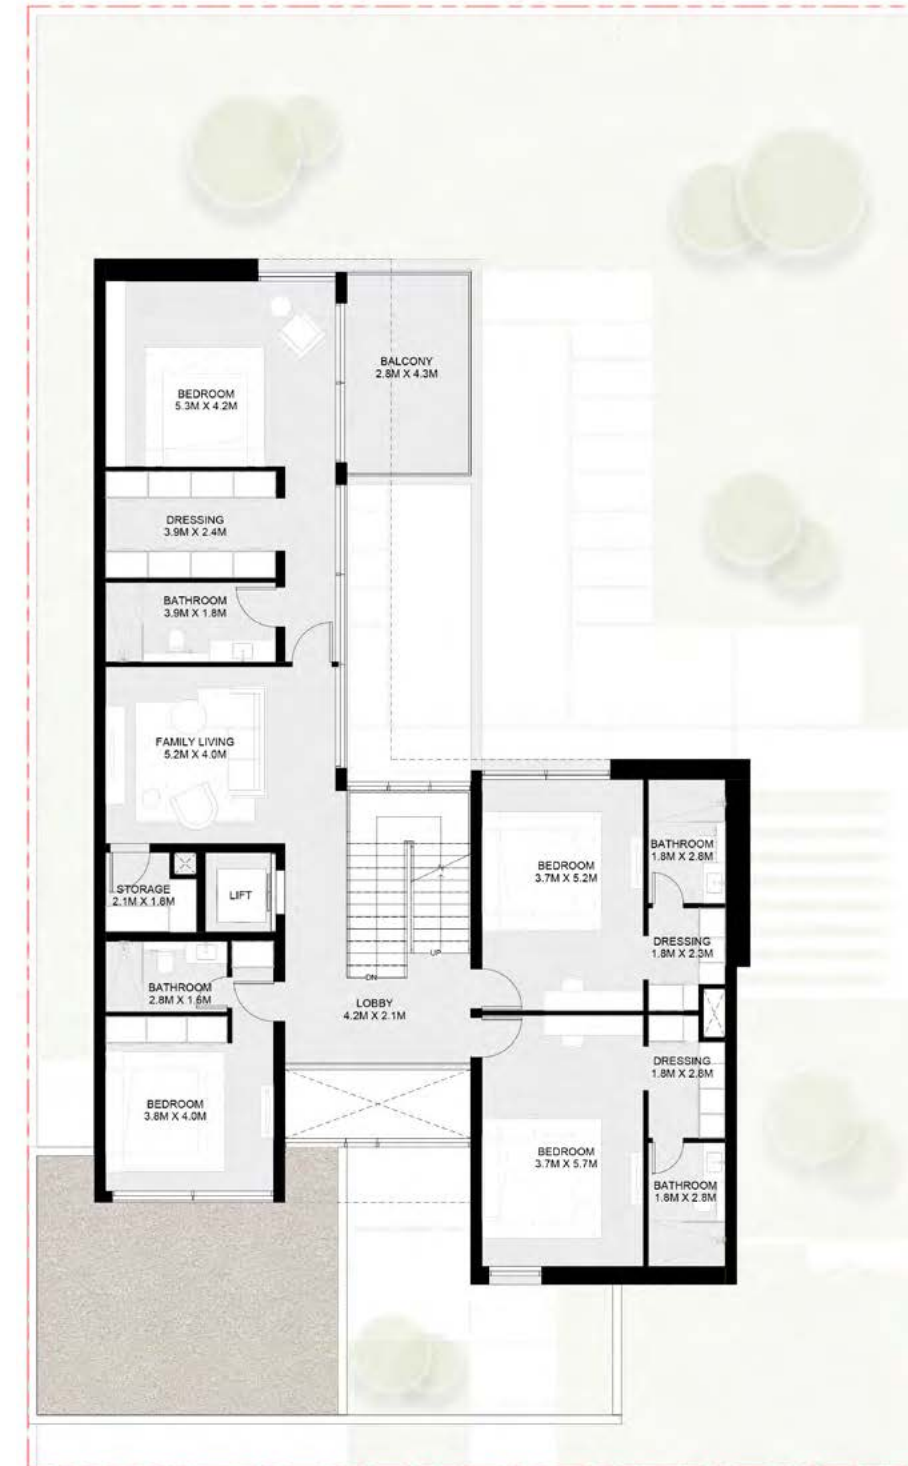 BALCONY
2.8M X 4.3M
BEDROOM
5.3M X 4.2M
DRESSING
3.9M X 2.4M
BATHROOM
3.9M X 1.8M
FAMILY LIVING
5.2M X 4.0M
BATHROOM
1.8M X 2.8M
BEDROOM
3.7M X 5.2M
STORAGE
2.1M X 1.8M
LIFT
DRESSING
1.8M X 2.3M
UP
DN
BATHROOM
2.8M X 1.6M
LOBBY
4.2M X 2.1M
DRESSING
1.8M X 2.8M
BEDROOM
3.8M X 4.0M
BEDROOM
3.7M X 5.7M
BATHROOM
1.8M X 2.8M